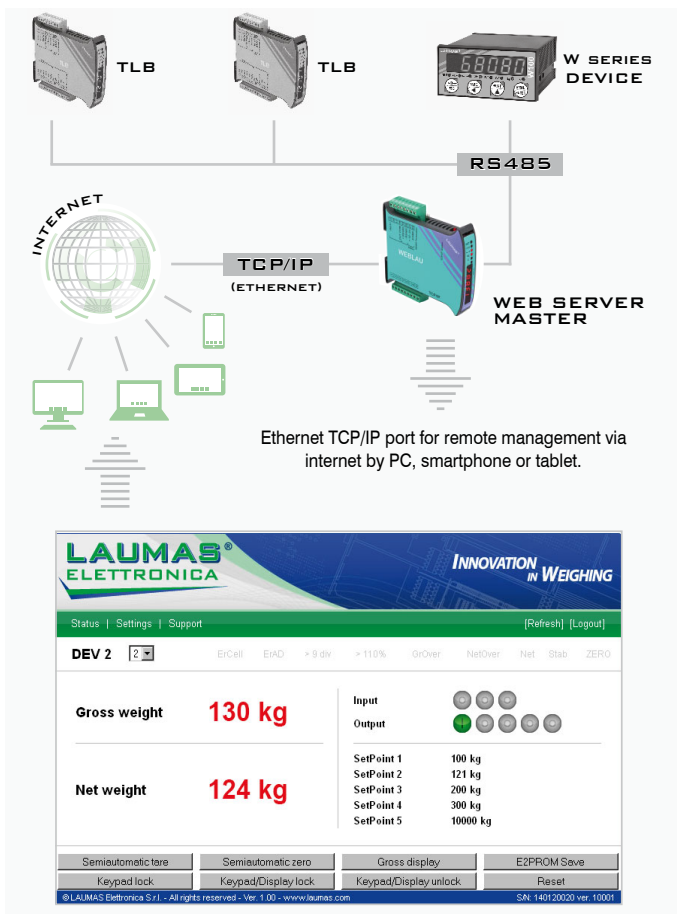 TLB
TLB
W SERIES
DEVICE
68080
RS485
INTERNET
WEBLAU
TCP/IP
(ETHERNET)
WEB SERVER
MASTER
Ethernet TCP/IP port for remote management via
internet by PC, smartphone or tablet.
LAUMAS®
ELETTRONICA
INNOVATION
IN WEIGHING
Status | Settings | Support
[Refresh] [Logout]
DEV 2 2
ErCell ErAD > 9 div > 110% GrOver NetOver Net Stab ZERO
Gross weight 130 kg
Input
Output
Net weight 124 kg
SetPoint 1 100 kg
SetPoint 2 121 kg
SetPoint 3 200 kg
SetPoint 4 300 kg
SetPoint 5 10000 kg
Semiautomatic tare Semiautomatic zero Gross display E2PROM Save
Keypad lock Keypad/Display lock Keypad/Display unlock Reset
© LAUMAS Elettronica S.r.l. - All rights reserved - Ver. 1.00 - www.laumas.com S/N: 140120020 ver. 10001